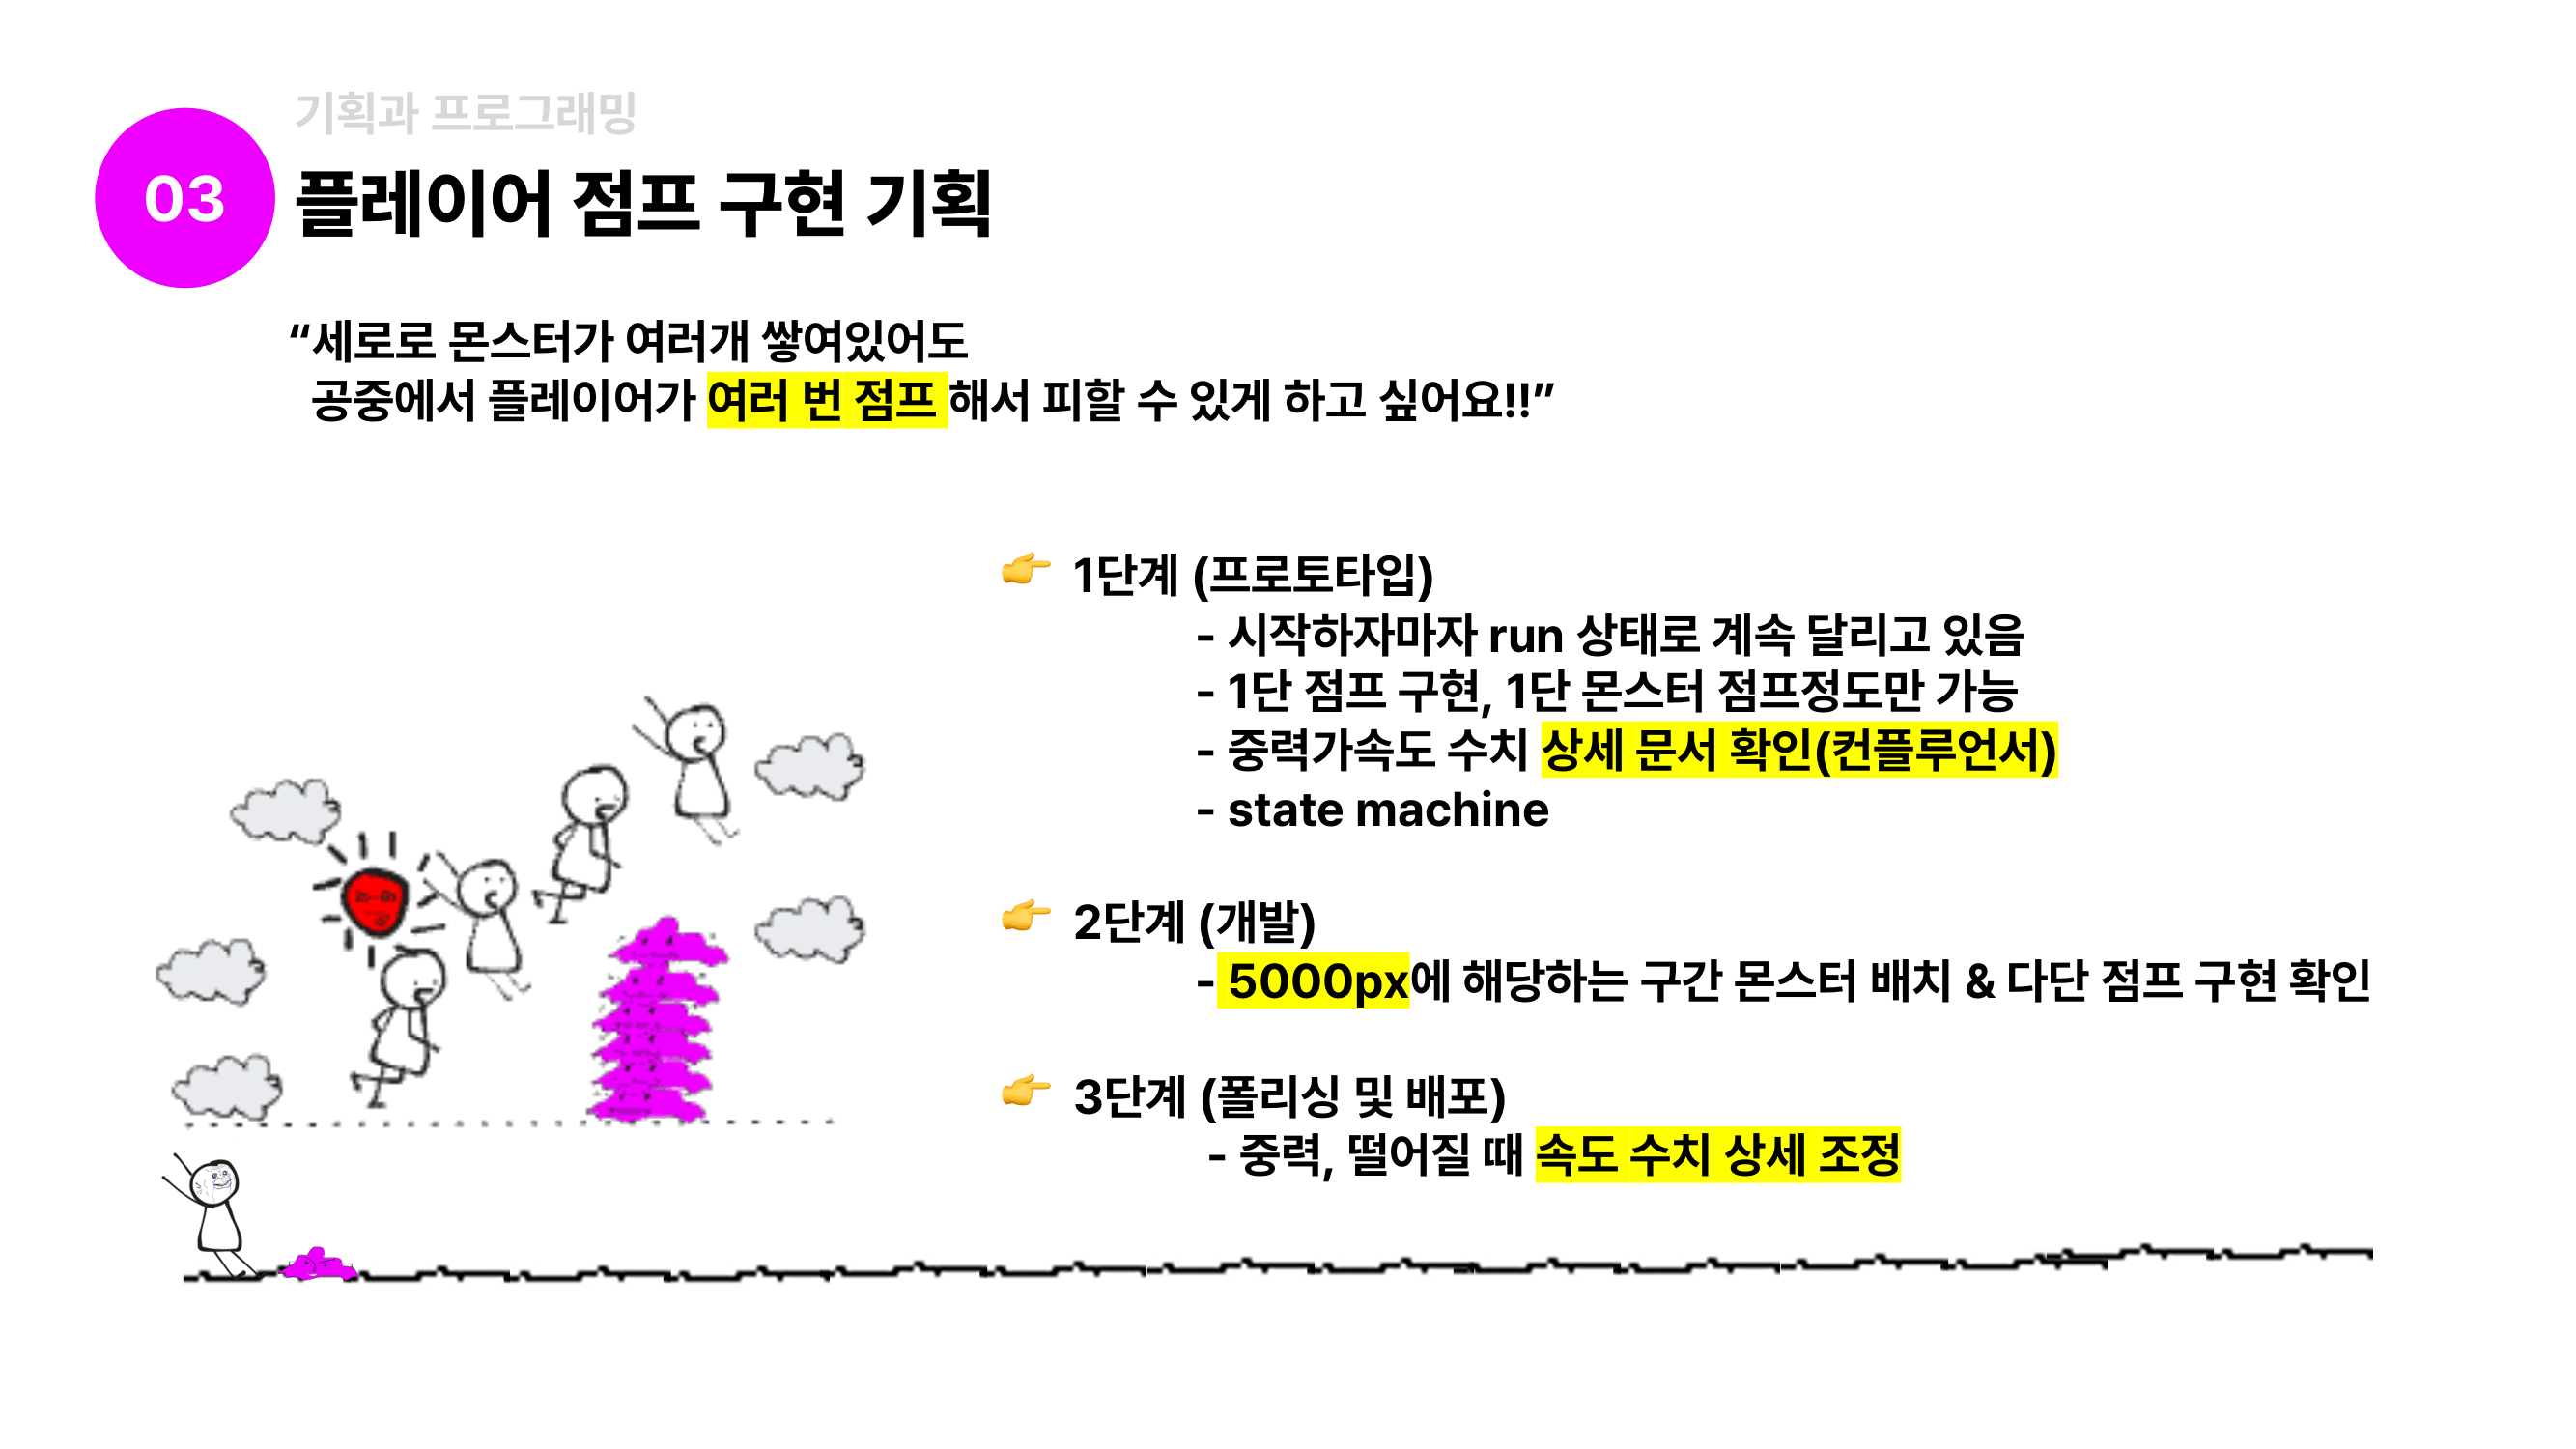 기획과 프로그래밍
03
플레이어 점프 구현 기획
“세로로 몬스터가 여러개 쌓여있어도
공중에서 플레이어가 여러 번 점프 해서 피할 수 있게 하고 싶어요!!”
👉 1단계 (프로토타입)
- 시작하자마자 run 상태로 계속 달리고 있음
- 1단 점프 구현, 1단 몬스터 점프정도만 가능
- 중력가속도 수치 상세 문서 확인(컨플루언서)
- state machine
👉 2단계 (개발)
- 5000px에 해당하는 구간 몬스터 배치 & 다단 점프 구현 확인
👉 3단계 (폴리싱 및 배포)
- 중력, 떨어질 때 속도 수치 상세 조정